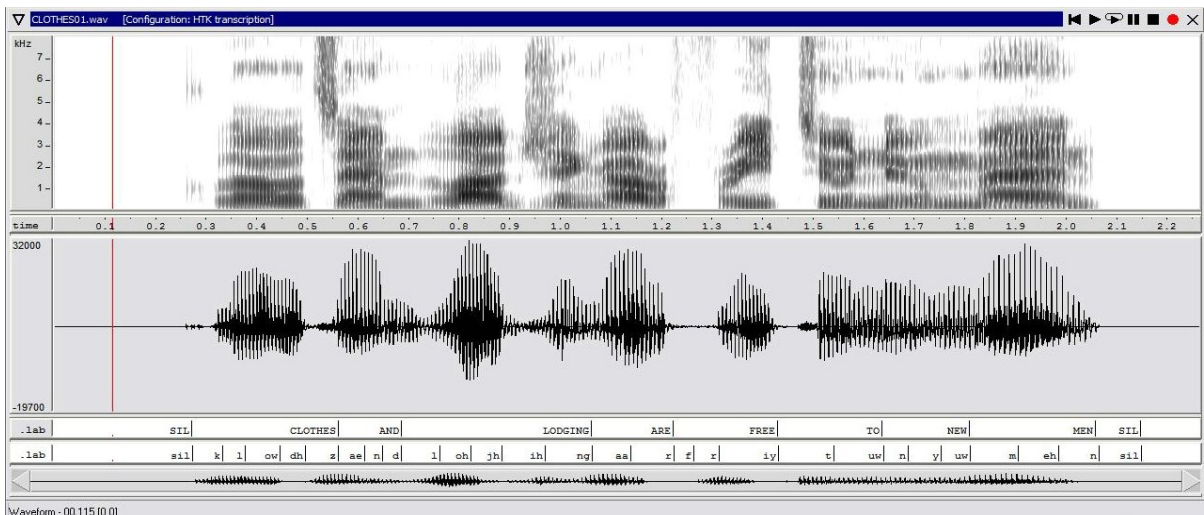 CLOTHES01.wav [Configuration: HTK transcription]
kHz
7
6
5
4
3
2
1
time 0.1 0.2 0.3 0.4 0.5 0.6 0.7 0.8 0.9 1.0 1.1 1.2 1.3 1.4 1.5 1.6 1.7 1.8 1.9 2.0 2.1 2.2
32000
-19700
.lab SIL CLOTHES AND LODGING ARE FREE TO NEW MEN SIL
.lab sil k l ow dh z ae n d l oh jh ih ng aa r f r iy t uw n y uw m eh n sil
Waveform - 00.115 [0.0]